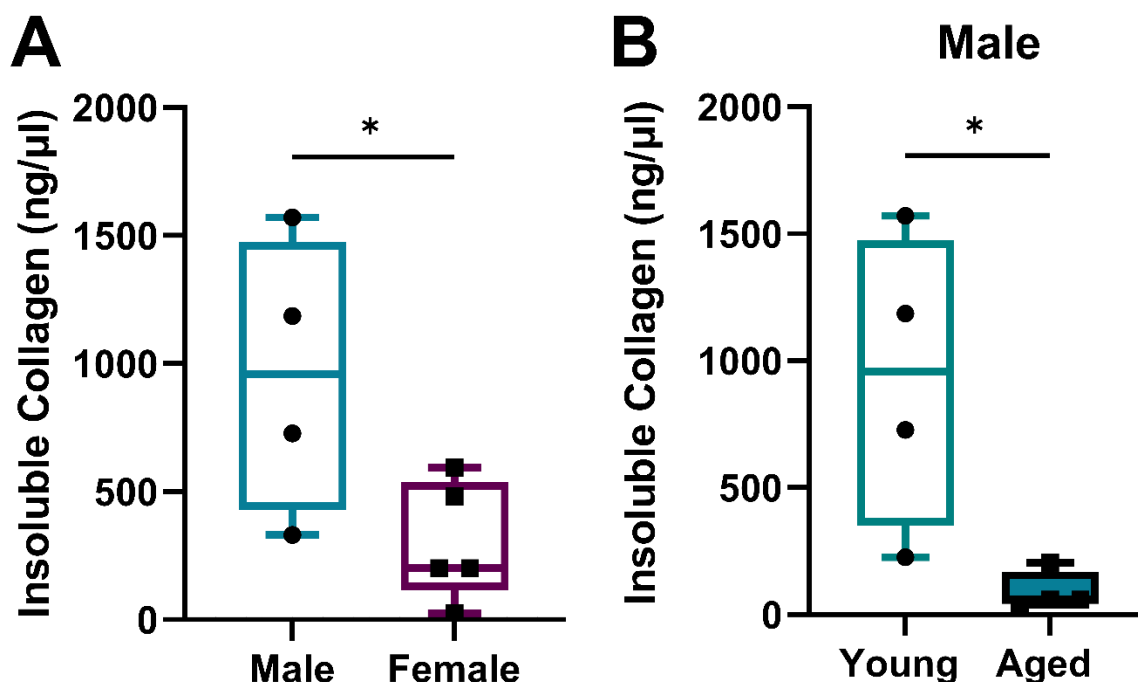 A
Insoluble Collagen (ng/µl)
2000
1500
1000
500
0
*
Male Female
B
Male
Insoluble Collagen (ng/µl)
2000
1500
1000
500
0
*
Young Aged